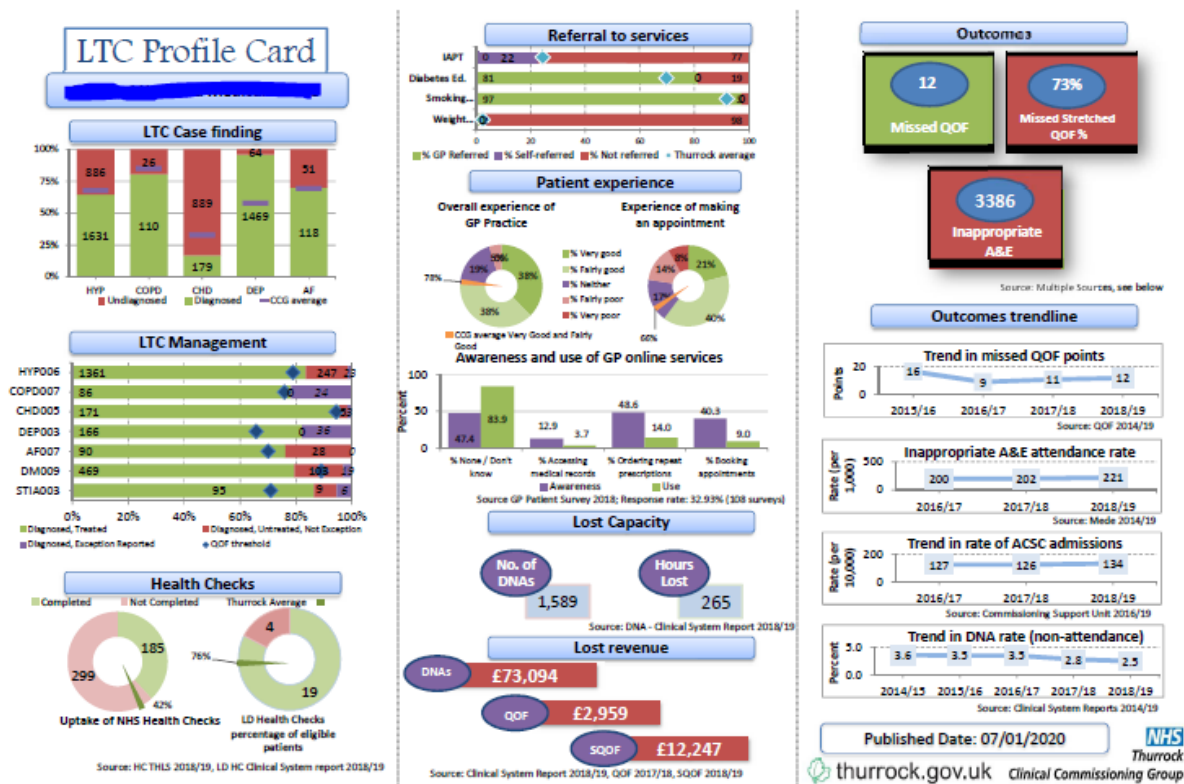 LTC Profile Card
LTC Case finding
100%
75%
50%
25%
0%
886
26
889
64
51
1631
110
179
1469
118
HYP
COPD
CHD
DEP
AF
Undiagnosed
Diagnosed
CCG average
LTC Management
HYP006
1361
247
23
COPD007
86
0
24
CHD005
171
DEP003
166
0
36
AF007
90
28
0
DM009
469
103
19
STIA003
95
9
6
0%
20%
40%
60%
80%
100%
Diagnosed, Treated
Diagnosed, Untreated, Not Exception
Diagnosed, Exception Reported
QOF threshold
Health Checks
Completed
Not Completed
Thurrock Average
185
299
42%
4
76%
19
Uptake of NHS Health Checks
LD Health Checks
percentage of eligible
patients
Source: HC THLS 2018/19, LD HC Clinical System report 2018/19
Referral to services
IAPT
0
22
77
Diabetes Ed.
81
0
19
Smoking...
97
Weight...
98
0
20
40
60
80
100
% GP Referred
% Self-referred
% Not referred
Thurrock average
Patient experience
Overall experience of
GP Practice
Experience of making
an appointment
19%
38%
78%
38%
% Very good
% Fairly good
% Neither
% Fairly poor
% Very poor
CCG average Very Good and Fairly
Good
8%
21%
14%
17%
66%
40%
Awareness and use of GP online services
Percent
100
50
0
47.4
83.9
12.9
3.7
48.6
14.0
40.3
9.0
% None / Don't
know
% Accessing
medical records
% Ordering repeat
prescriptions
% Booking
appointments
Awareness
Use
Source GP Patient Survey 2018; Response rate: 32.93% (108 surveys)
Lost Capacity
No. of
DNAs
1,589
Hours
Lost
265
Source: DNA - Clinical System Report 2018/19
Lost revenue
DNAs
£73,094
QOF
£2,959
SQOF
£12,247
Source: Clinical System Report 2018/19, QOF 2017/18, SQOF 2018/19
Outcomes
12
Missed QOF
73%
Missed Stretched
QOF %
3386
Inappropriate
A&E
Source: Multiple Sources, see below
Outcomes trendline
Trend in missed QOF points
Points
20
0
16
9
11
12
2015/16
2016/17
2017/18
2018/19
Source: QOF 2014/19
Inappropriate A&E attendance rate
Rate (per
1,000)
500
0
200
202
221
2016/17
2017/18
2018/19
Source: Mede 2014/19
Trend in rate of ACSC admissions
Rate (per
10,000)
200
0
127
126
134
2016/17
2017/18
2018/19
Source: Commissioning Support Unit 2016/19
Trend in DNA rate (non-attendance)
Percent
5.0
0.0
3.6
3.5
3.5
2.8
2.5
2014/15
2015/16
2016/17
2017/18
2018/19
Source: Clinical System Reports 2014/19
Published Date: 07/01/2020
thurrock.gov.uk
NHS
Thurrock
Clinical Commissioning Group